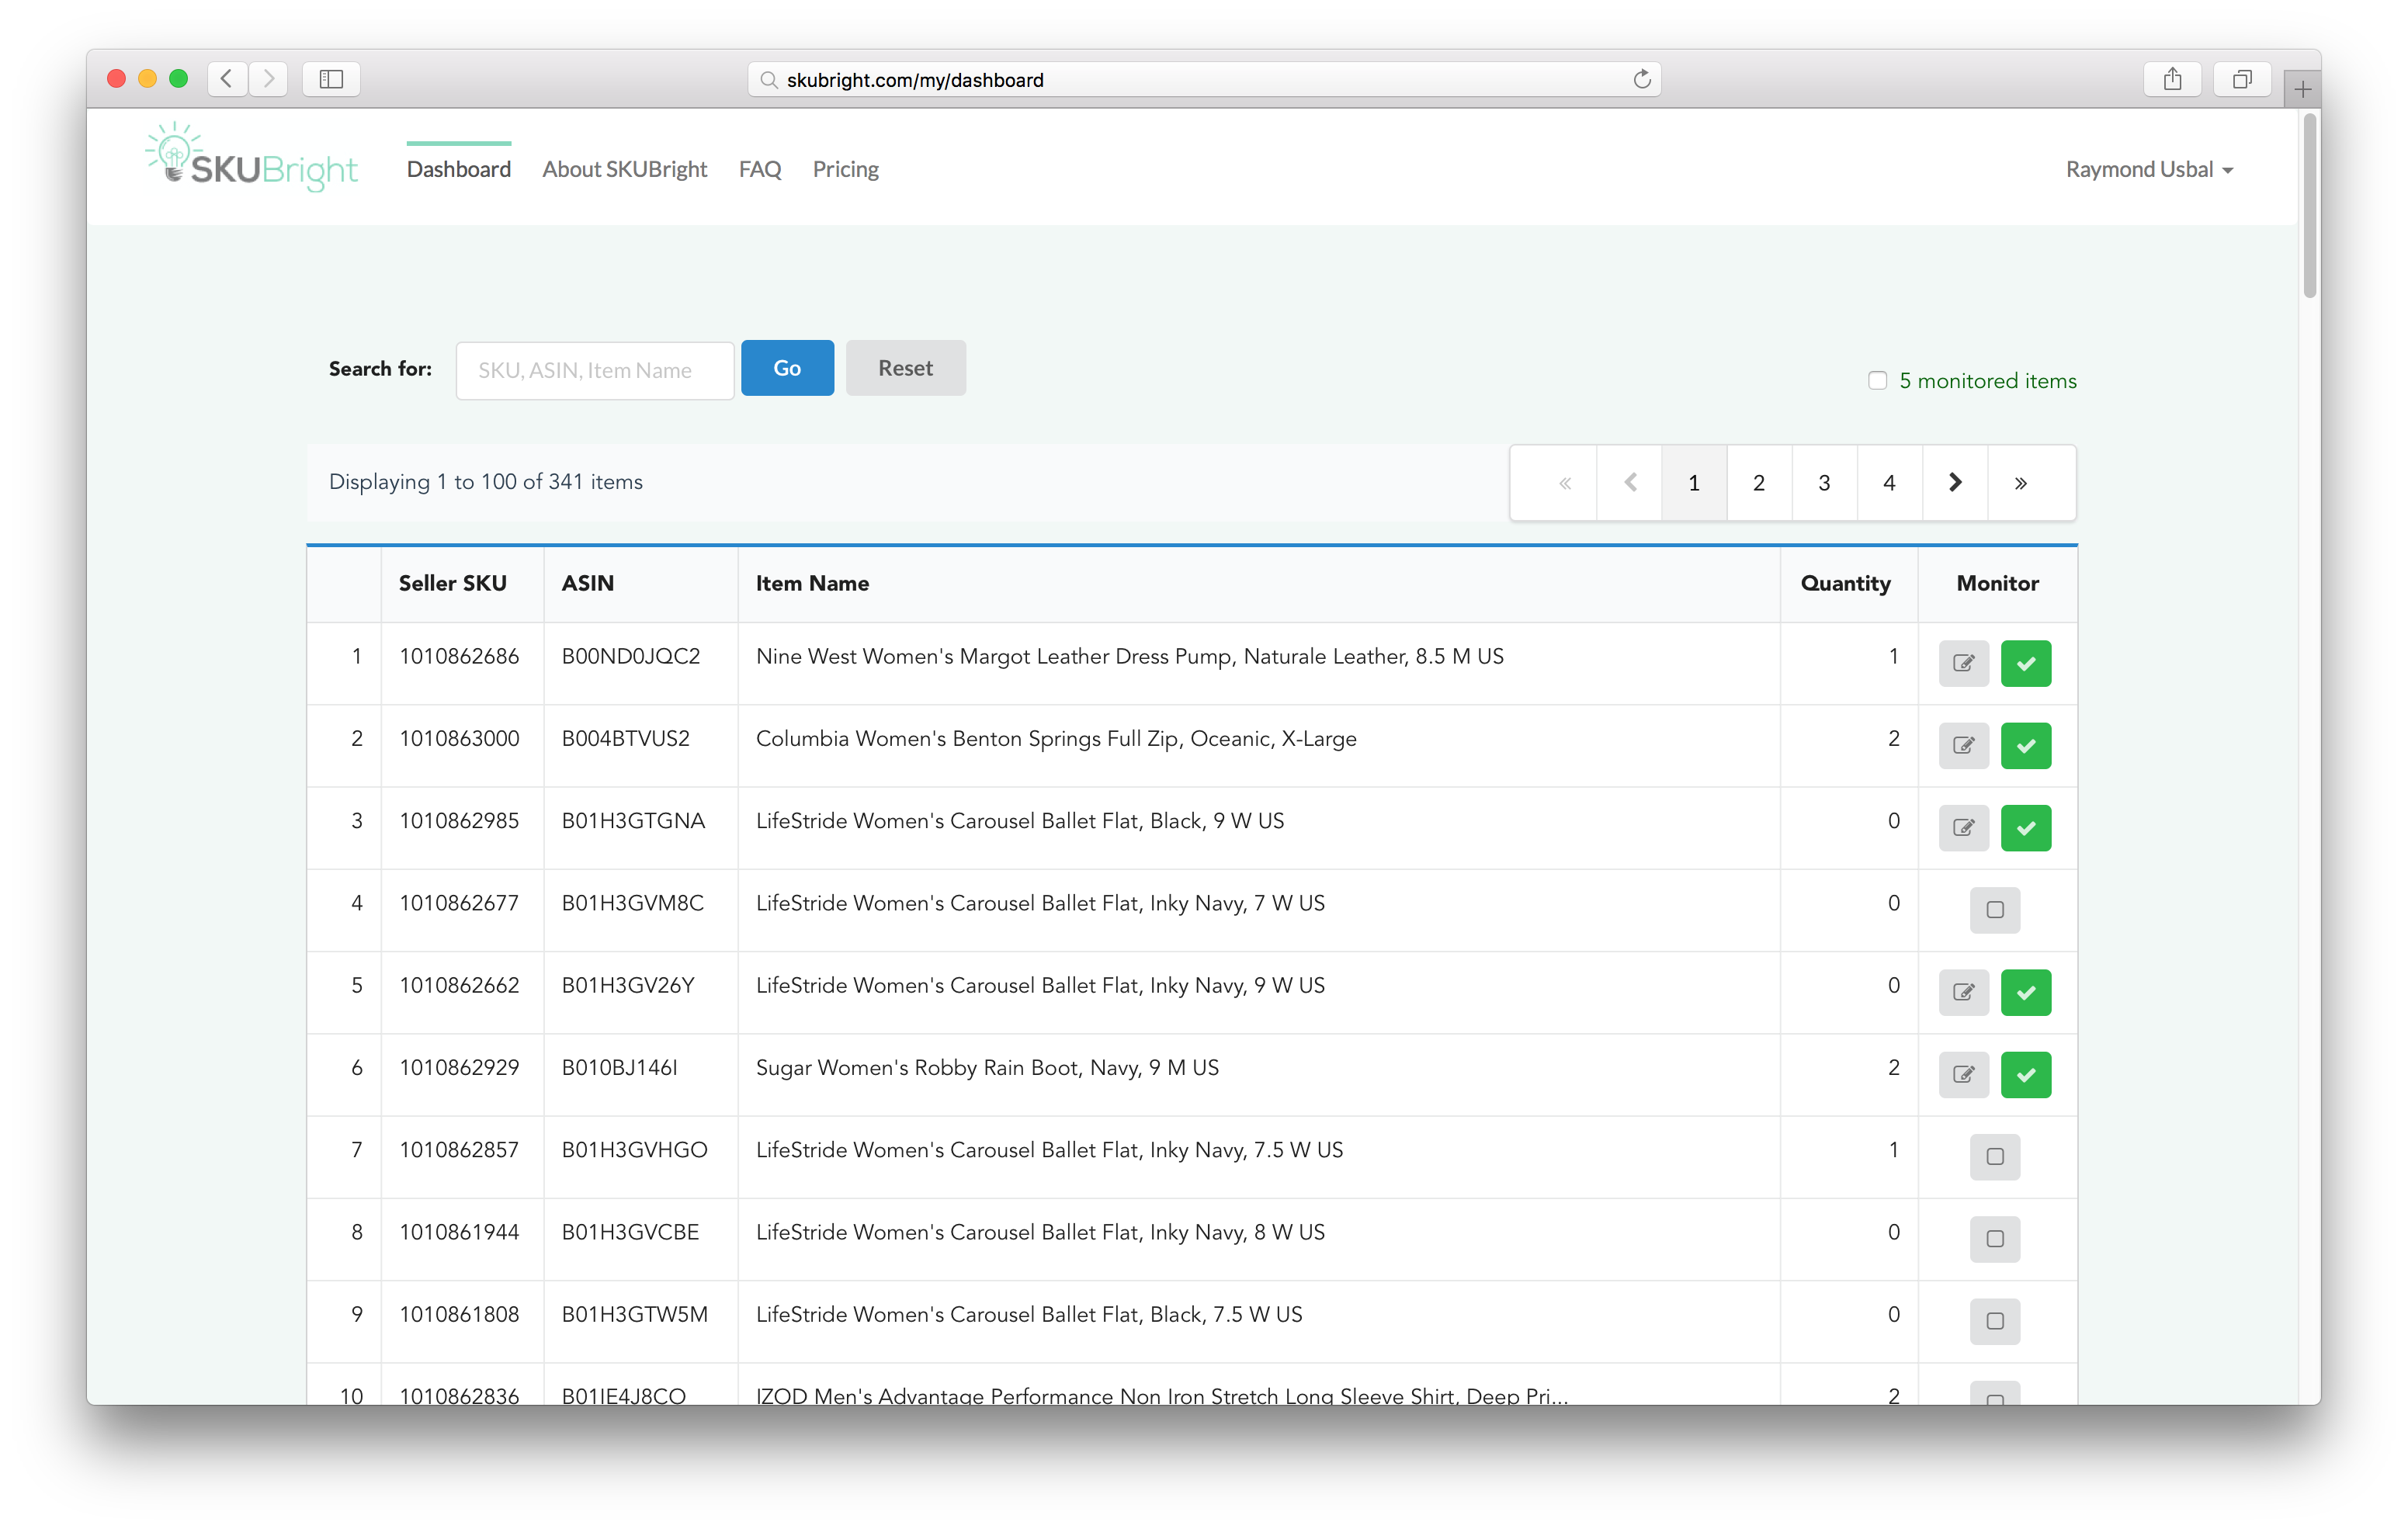 skubright.com/my/dashboard
SKUBright Dashboard About SKUBright FAQ Pricing Raymond Usbal
Search for: SKU, ASIN, Item Name Go Reset 5 monitored items
Displaying 1 to 100 of 341 items « 1 2 3 4 »
Seller SKU ASIN Item Name Quantity Monitor
1 1010862686 B00ND0JQC2 Nine West Women's Margot Leather Dress Pump, Naturale Leather, 8.5 M US 1
2 1010863000 B004BTVUS2 Columbia Women's Benton Springs Full Zip, Oceanic, X-Large 2
3 1010862985 B01H3GTGNA LifeStride Women's Carousel Ballet Flat, Black, 9 W US 0
4 1010862677 B01H3GVM8C LifeStride Women's Carousel Ballet Flat, Inky Navy, 7 W US 0
5 1010862662 B01H3GV26Y LifeStride Women's Carousel Ballet Flat, Inky Navy, 9 W US 0
6 1010862929 B010BJ146I Sugar Women's Robby Rain Boot, Navy, 9 M US 2
7 1010862857 B01H3GVHGO LifeStride Women's Carousel Ballet Flat, Inky Navy, 7.5 W US 1
8 1010861944 B01H3GVCBE LifeStride Women's Carousel Ballet Flat, Inky Navy, 8 W US 0
9 1010861808 B01H3GTW5M LifeStride Women's Carousel Ballet Flat, Black, 7.5 W US 0
10 1010862836 B01IE4J8CO IZOD Men's Advantage Performance Non Iron Stretch Long Sleeve Shirt, Deep Pri... 2